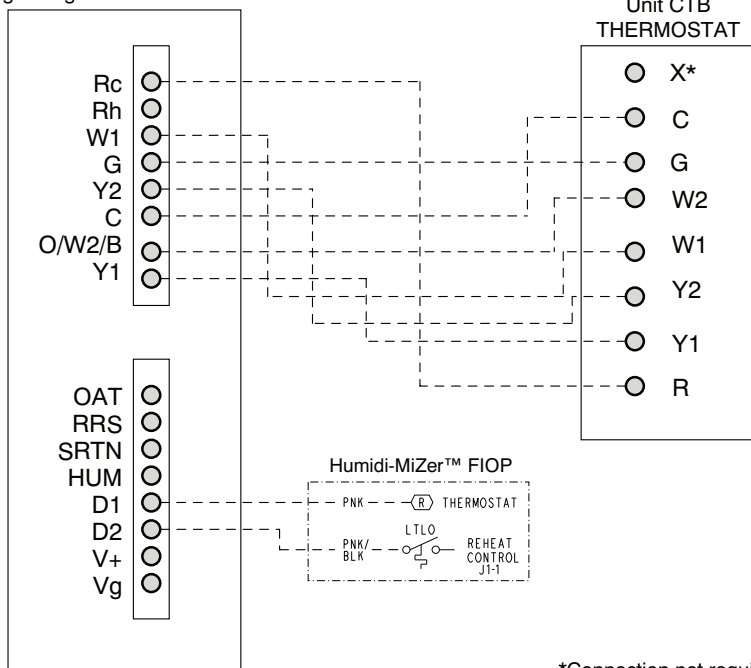 Unit CTB
THERMOSTAT
Rc
Rh
W1
G
Y2
C
O/W2/B
Y1
X*
C
G
W2
W1
Y2
Y1
R
OAT
RRS
SRTN
HUM
D1
D2
V+
Vg
Humidi-MiZer™ FIOP
PNK
R
THERMOSTAT
LTLO
PNK/
BLK
REHEAT
CONTROL
J1-1
*Connection not requi